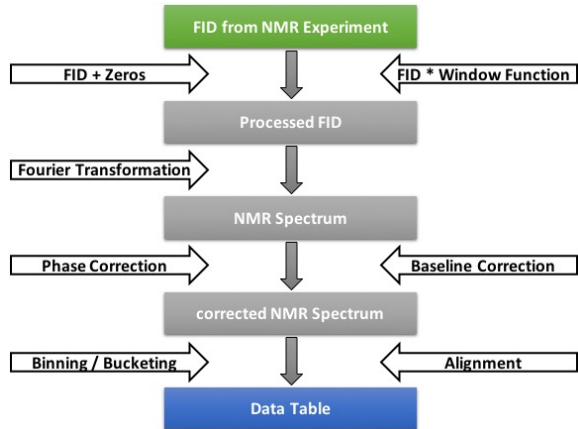 FID from NMR Experiment
FID + Zeros
FID * Window Function
Processed FID
Fourier Transformation
NMR Spectrum
Phase Correction
Baseline Correction
corrected NMR Spectrum
Binning / Bucketing
Alignment
Data Table